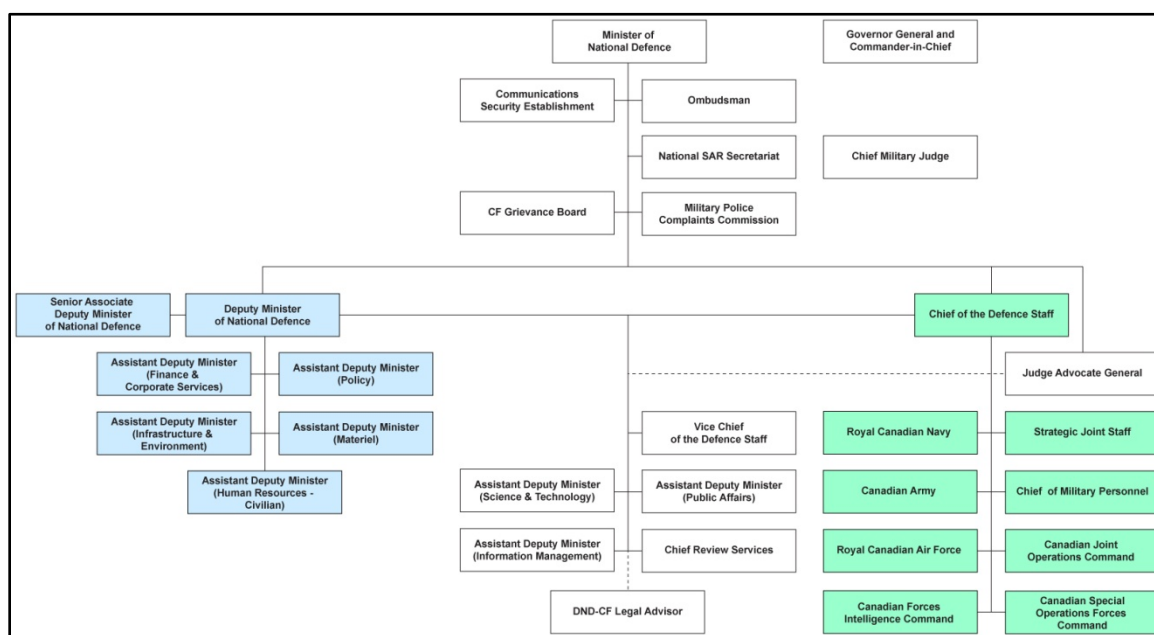 Minister of
National Defence
Governor General and
Commander-in-Chief
Communications
Security Establishment
Ombudsman
National SAR Secretariat
Chief Military Judge
CF Grievance Board
Military Police
Complaints Commission
Senior Associate
Deputy Minister
of National Defence
Deputy Minister
of National Defence
Chief of the Defence Staff
Assistant Deputy Minister
(Finance &
Corporate Services)
Assistant Deputy Minister
(Policy)
Judge Advocate General
Assistant Deputy Minister
(Infrastructure &
Environment)
Assistant Deputy Minister
(Materiel)
Vice Chief
of the Defence Staff
Royal Canadian Navy
Strategic Joint Staff
Assistant Deputy Minister
(Human Resources -
Civilian)
Assistant Deputy Minister
(Science & Technology)
Assistant Deputy Minister
(Public Affairs)
Canadian Army
Chief of Military Personnel
Assistant Deputy Minister
(Information Management)
Chief Review Services
Royal Canadian Air Force
Canadian Joint
Operations Command
DND-CF Legal Advisor
Canadian Forces
Intelligence Command
Canadian Special
Operations Forces
Command